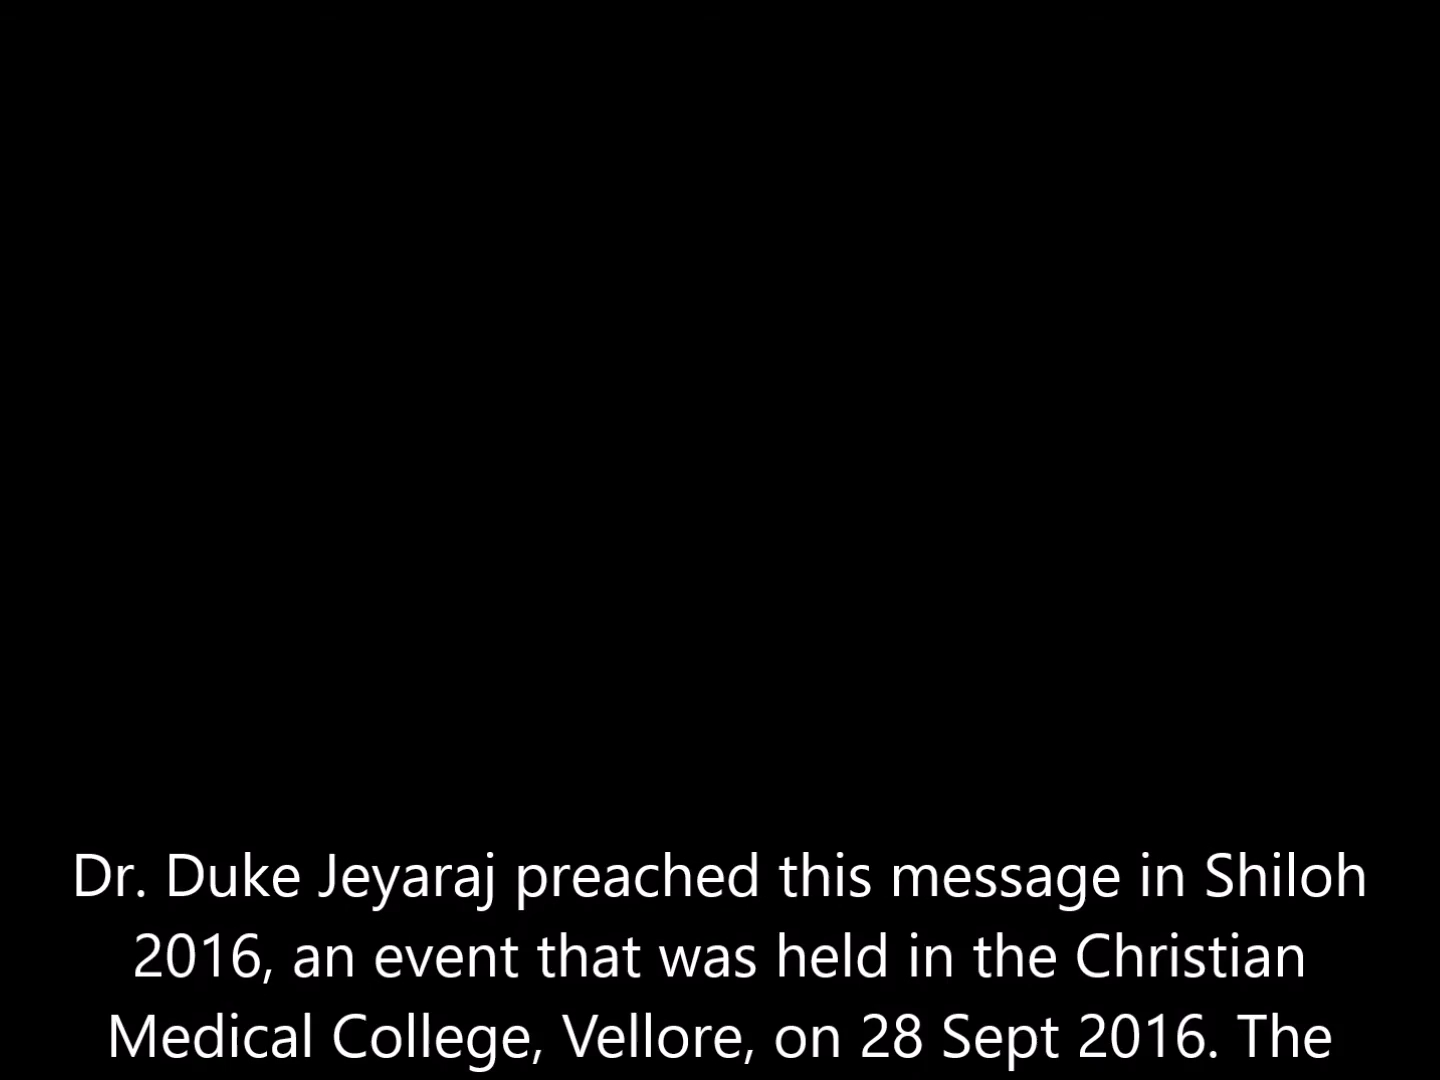 Dr. Duke Jeyaraj preached this message in Shiloh
2016, an event that was held in the Christian
Medical College, Vellore, on 28 Sept 2016. The